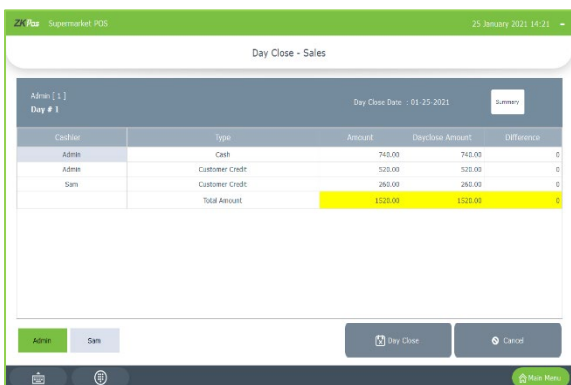 ZKPos Supermarket POS 25 January 2021 14:21
Day Close - Sales
Admin [ 1 ]
Day # 1
Day Close Date : 01-25-2021
Summery
Cashier Type Amount Dayclose Amount Difference
Admin Cash 740.00 740.00 0
Admin Customer Credit 520.00 520.00 0
Sam Customer Credit 260.00 260.00 0
Total Amount 1520.00 1520.00 0
Admin Sam Day Close Cancel
Main Menu